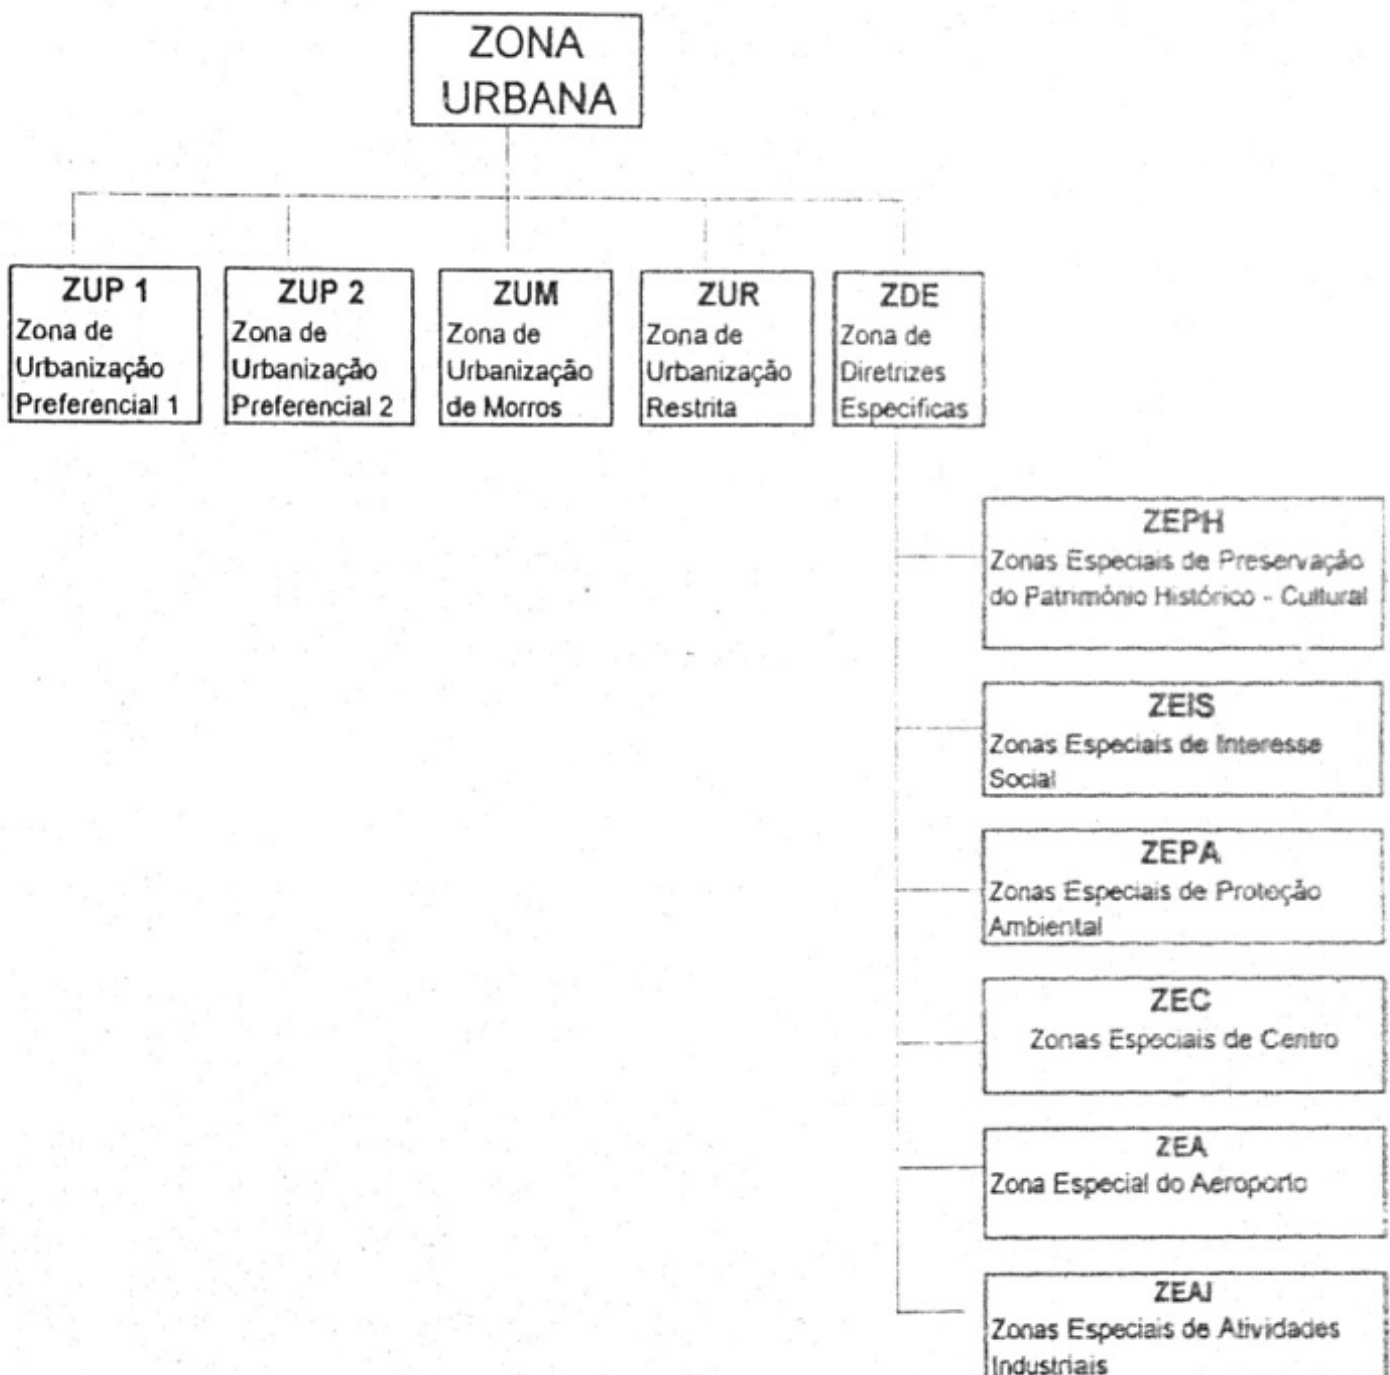 ZONA
URBANA
ZUP 1
Zona de
Urbanização
Preferencial 1
ZUP 2
Zona de
Urbanização
Preferencial 2
ZUM
Zona de
Urbanização
de Morros
ZUR
Zona de
Urbanização
Restrita
ZDE
Zona de
Diretrizes
Especificas
ZEPH
Zonas Especiais de Preservação
do Patrimônio Histórico - Cultural
ZEIS
Zonas Especiais de Interesse
Social
ZEPA
Zonas Especiais de Proteção
Ambiental
ZEC
Zonas Especiais de Centro
ZEA
Zona Especial do Aeroporto
ZEAI
Zonas Especiais de Atividades
Industriais